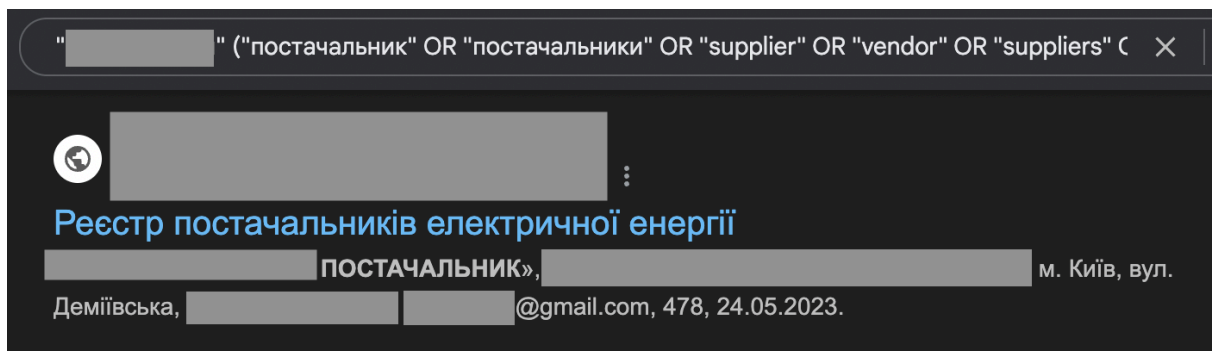 " " ("постачальник" OR "постачальники" OR "supplier" OR "vendor" OR "suppliers" C
Реєстр постачальників електричної енергії
ПОСТАЧАЛЬНИК», м. Київ, вул.
Деміївська, @gmail.com, 478, 24.05.2023.